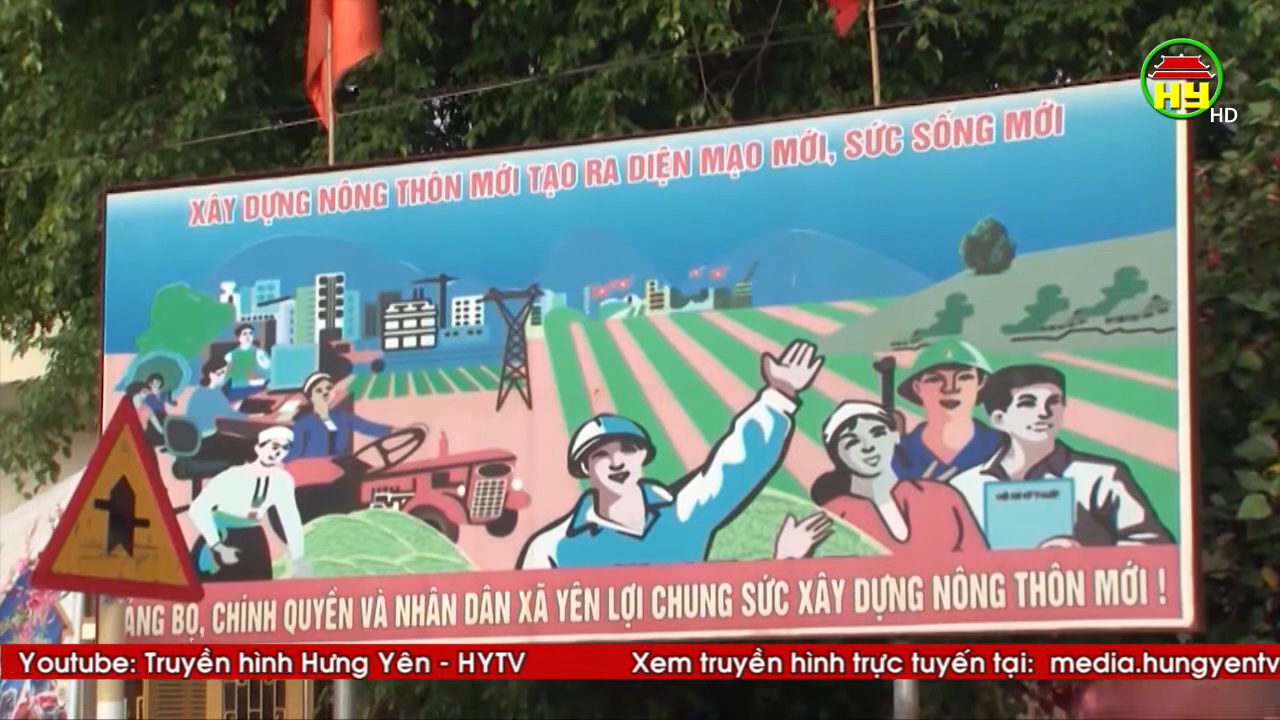 HY
HD
XÂY DỰNG NÔNG THÔN MỚI TẠO RA DIỆN MẠO MỚI, SỨC SỐNG MỚI
BỘ, CHÍNH QUYỀN VÀ NHÂN DÂN XÃ YÊN LỢI CHUNG SỨC XÂY DỰNG NÔNG THÔN MỚI !
Youtube: Truyền hình Hưng Yên - HYTV Xem truyền hình trực tuyến tại: media.hungyentv